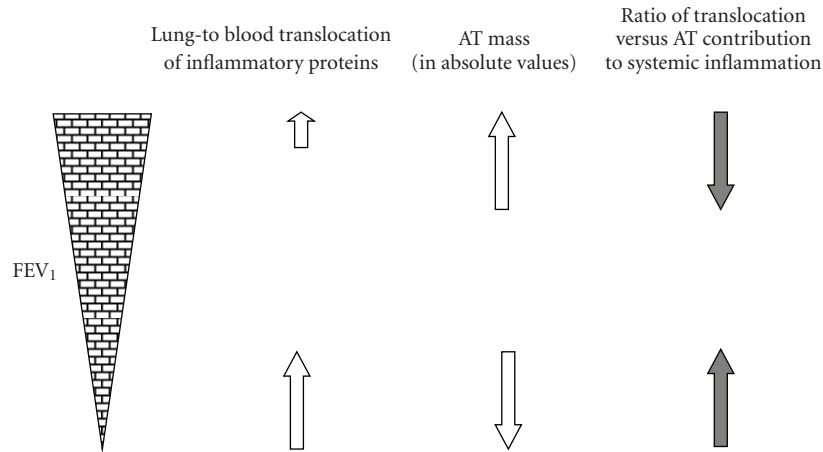 Lung-to blood translocation
of inflammatory proteins
AT mass
(in absolute values)
Ratio of translocation
versus AT contribution
to systemic inflammation
FEV₁